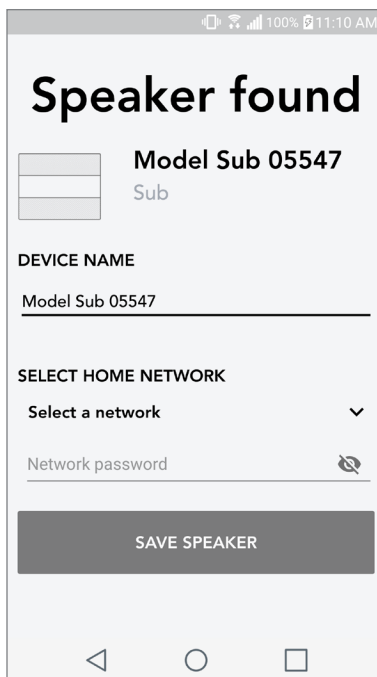 100% 11:10 AM
Speaker found
Model Sub 05547
Sub
DEVICE NAME
Model Sub 05547
SELECT HOME NETWORK
Select a network
Network password
SAVE SPEAKER